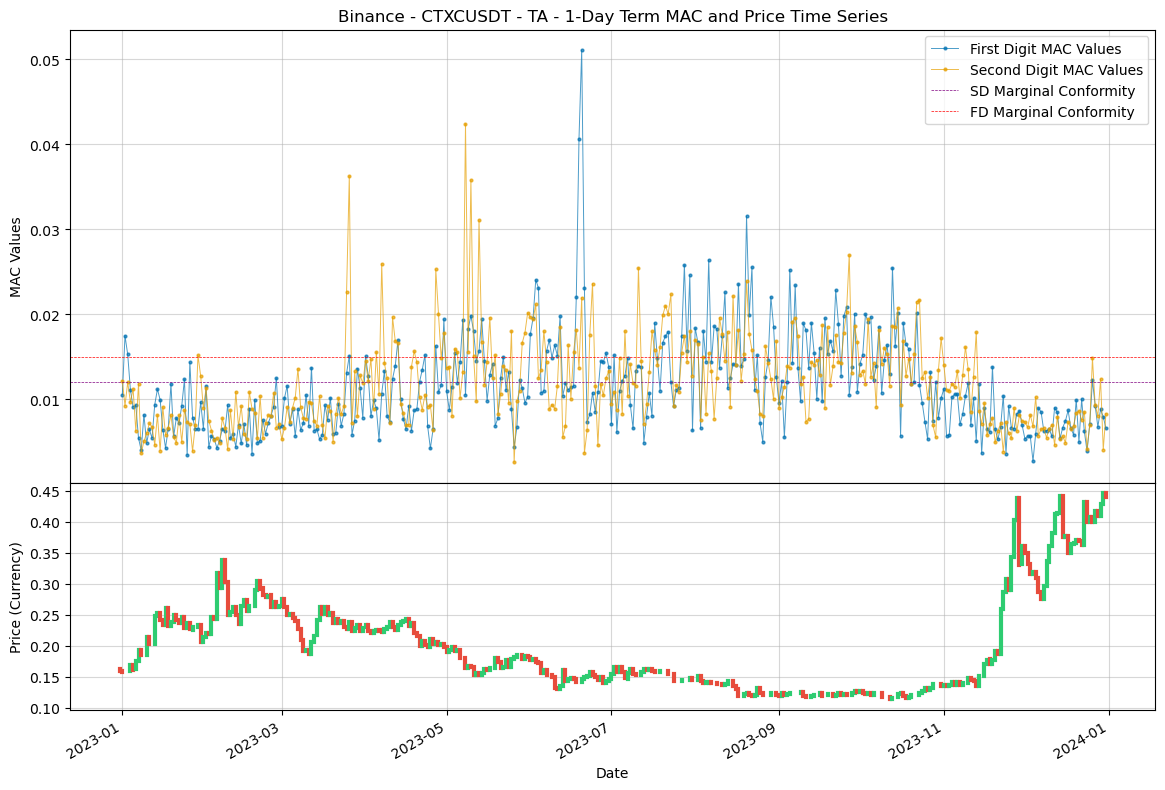 Binance - CTXCUSDT - TA - 1-Day Term MAC and Price Time Series
First Digit MAC Values
Second Digit MAC Values
SD Marginal Conformity
FD Marginal Conformity
MAC Values
0.05
0.04
0.03
0.02
0.01
Price (Currency)
0.45
0.40
0.35
0.30
0.25
0.20
0.15
0.10
2023-01
2023-03
2023-05
2023-07
2023-09
2023-11
2024-01
Date